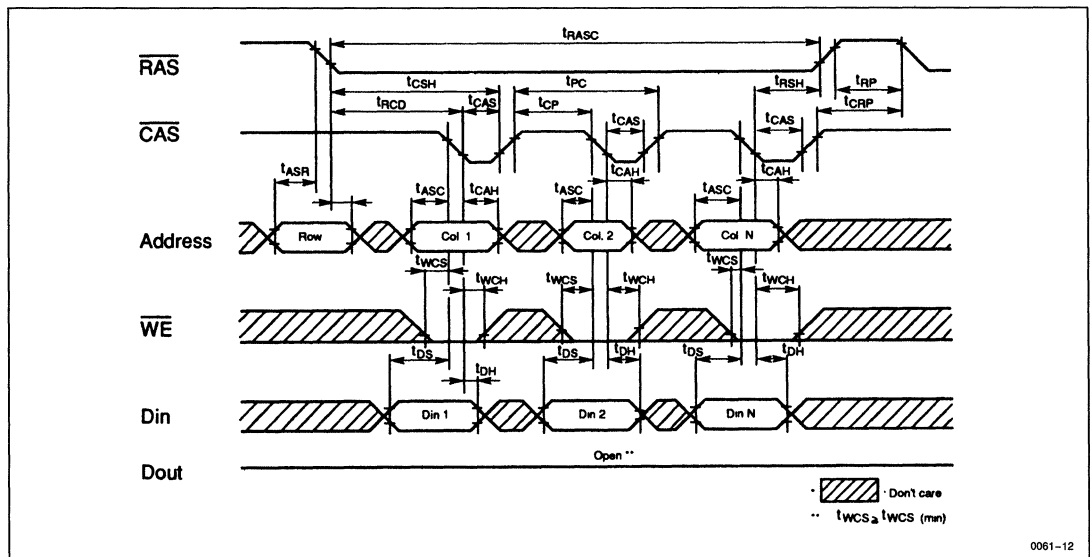 tRASC
RAS
tCSH
tPC
tRSH
tRP
tRCD
tCAS
tCP
tCRP
CAS
tCAS
tCAS
tASR
tASC
tCAH
tASC
tCAH
tASC
tCAH
Address
Row
Col 1
Col. 2
Col N
tWCS
tWCH
tWCS
tWCH
tWCS
tWCH
WE
tDS
tDH
tDS
tDH
tDS
tDH
Din
Din 1
Din 2
Din N
Open **
Dout
* Don't care
** tWCS ≥ tWCS (min)
0061-12